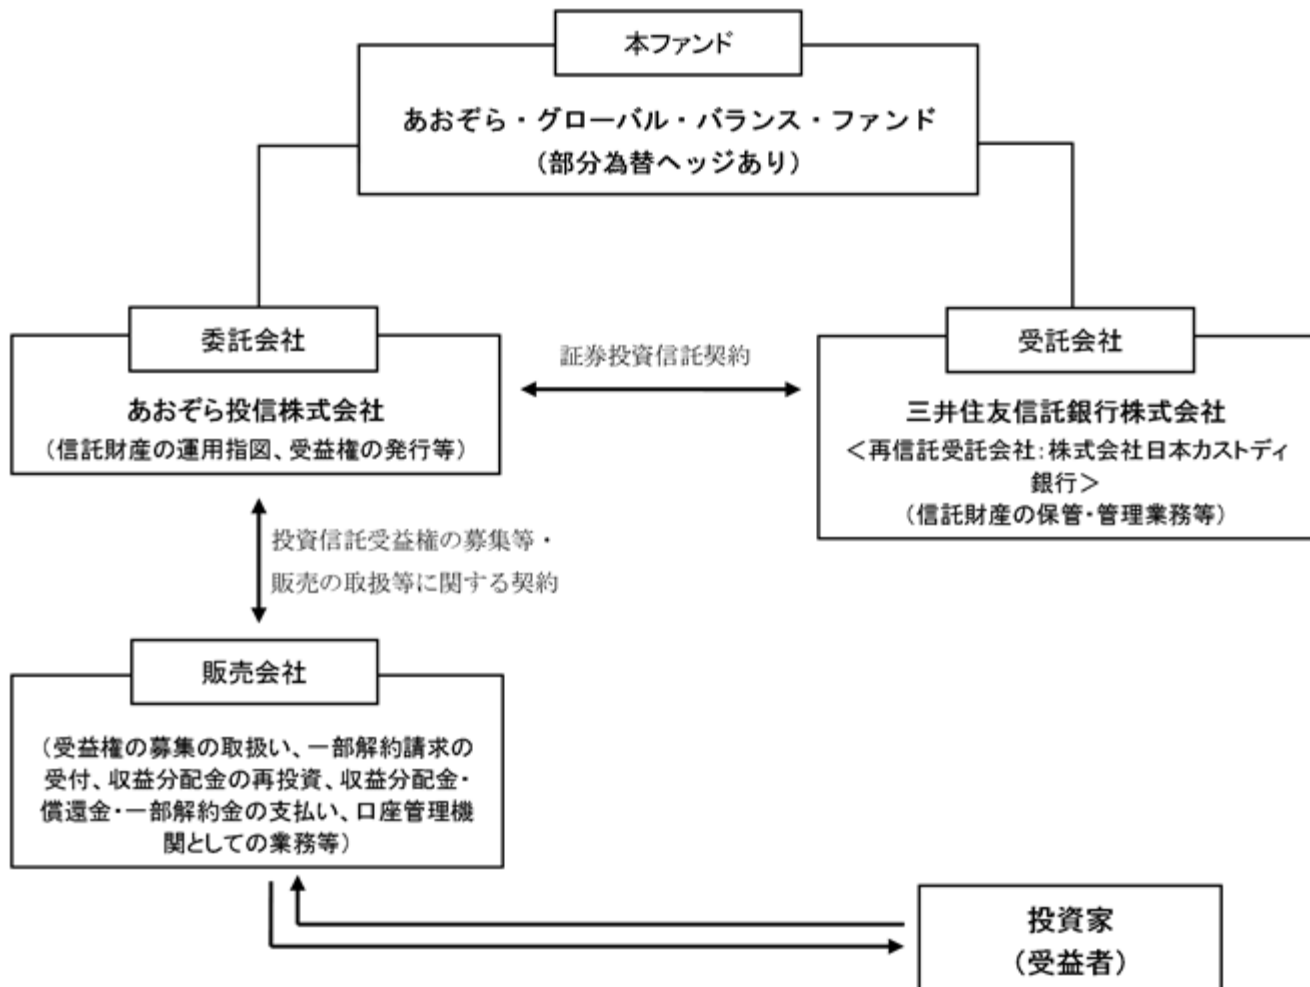 本ファンド
あおぞら・グローバル・バランス・ファンド
（部分為替ヘッジあり）
委託会社
あおぞら投信株式会社
（信託財産の運用指図、受益権の発行等）
証券投資信託契約
受託会社
三井住友信託銀行株式会社
＜再信託受託会社：株式会社日本カストディ
銀行＞
（信託財産の保管・管理業務等）
投資信託受益権の募集等・
販売の取扱等に関する契約
販売会社
（受益権の募集の取扱い、一部解約請求の
受付、収益分配金の再投資、収益分配金・
償還金・一部解約金の支払い、口座管理機
関としての業務等）
投資家
（受益者）